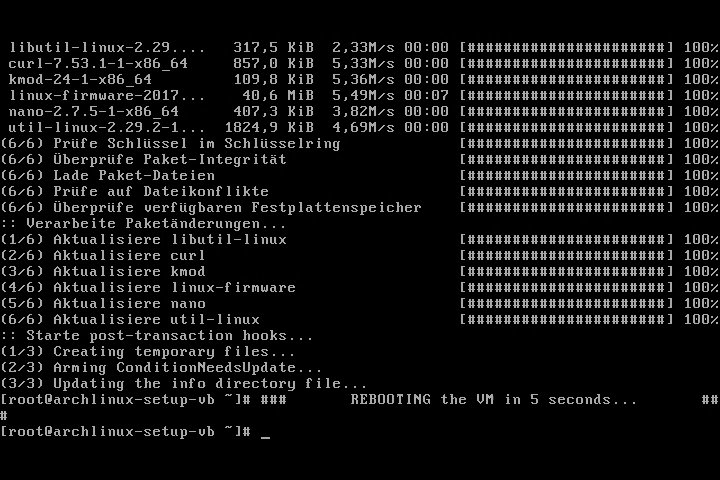 libutil-linux-2.29.... 317,5 KiB 2,33M/s 00:00 [######################] 100%
curl-7.53.1-1-x86_64 857,0 KiB 5,33M/s 00:00 [######################] 100%
kmod-24-1-x86_64 109,8 KiB 5,36M/s 00:00 [######################] 100%
linux-firmware-2017... 40,6 MiB 5,49M/s 00:07 [######################] 100%
nano-2.7.5-1-x86_64 407,3 KiB 3,82M/s 00:00 [######################] 100%
util-linux-2.29.2-1... 1824,9 KiB 4,69M/s 00:00 [######################] 100%
(6/6) Prüfe Schlüssel im Schlüsselring [######################] 100%
(6/6) Überprüfe Paket-Integrität [######################] 100%
(6/6) Lade Paket-Dateien [######################] 100%
(6/6) Prüfe auf Dateikonflikte [######################] 100%
(6/6) Überprüfe verfügbaren Festplattenspeicher [######################] 100%
:: Verarbeite Paketänderungen...
(1/6) Aktualisiere libutil-linux [######################] 100%
(2/6) Aktualisiere curl [######################] 100%
(3/6) Aktualisiere kmod [######################] 100%
(4/6) Aktualisiere linux-firmware [######################] 100%
(5/6) Aktualisiere nano [######################] 100%
(6/6) Aktualisiere util-linux [######################] 100%
:: Starte post-transaction hooks...
(1/3) Creating temporary files...
(2/3) Arming ConditionNeedsUpdate...
(3/3) Updating the info directory file...
[root@archlinux-setup-vb ~]# ### REBOOTING the VM in 5 seconds... ##
#
[root@archlinux-setup-vb ~]# _